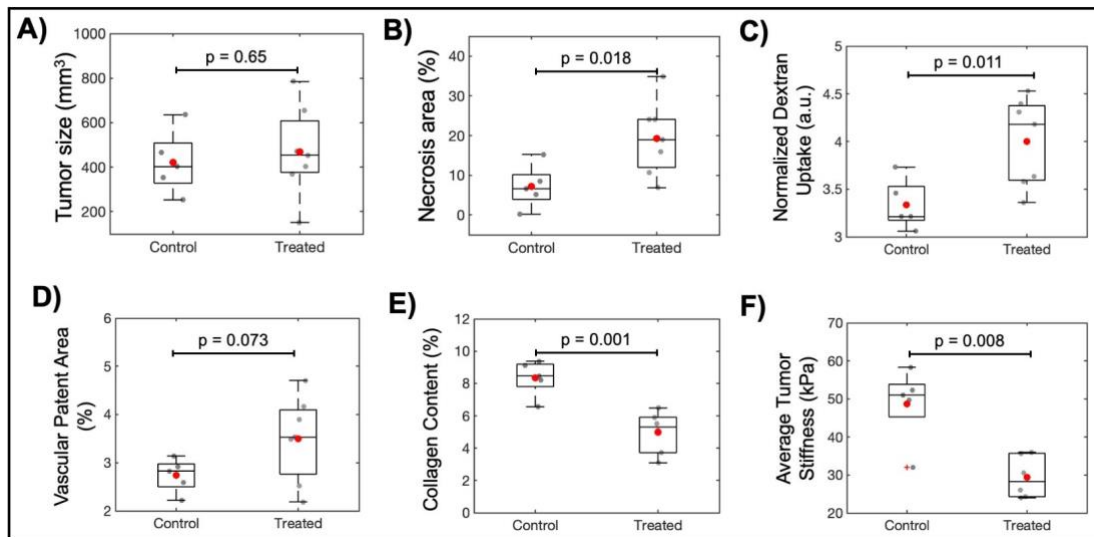 A)
Tumor size (mm³)
1000
800
600
400
200
p = 0.65
Control
Treated
B)
Necrosis area (%)
40
30
20
10
0
p = 0.018
Control
Treated
C)
Normalized Dextran
Uptake (a.u.)
5
4.5
4
3.5
3
p = 0.011
Control
Treated
D)
Vascular Patent Area
(%)
6
5
4
3
2
p = 0.073
Control
Treated
E)
Collagen Content (%)
12
10
8
6
4
2
0
p = 0.001
Control
Treated
F)
Average Tumor
Stiffness (kPa)
70
60
50
40
30
20
p = 0.008
Control
Treated